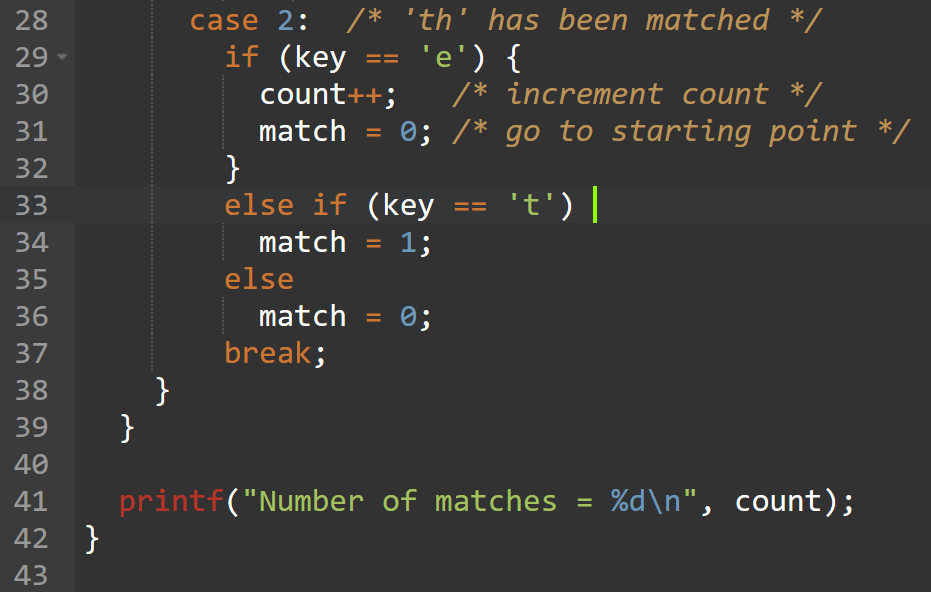 28 case 2: /* 'th' has been matched */
29 if (key == 'e') {
30 count++; /* increment count */
31 match = 0; /* go to starting point */
32 }
33 else if (key == 't')
34 match = 1;
35 else
36 match = 0;
37 break;
38 }
39 }
40
41 printf("Number of matches = %d\n", count);
42 }
43